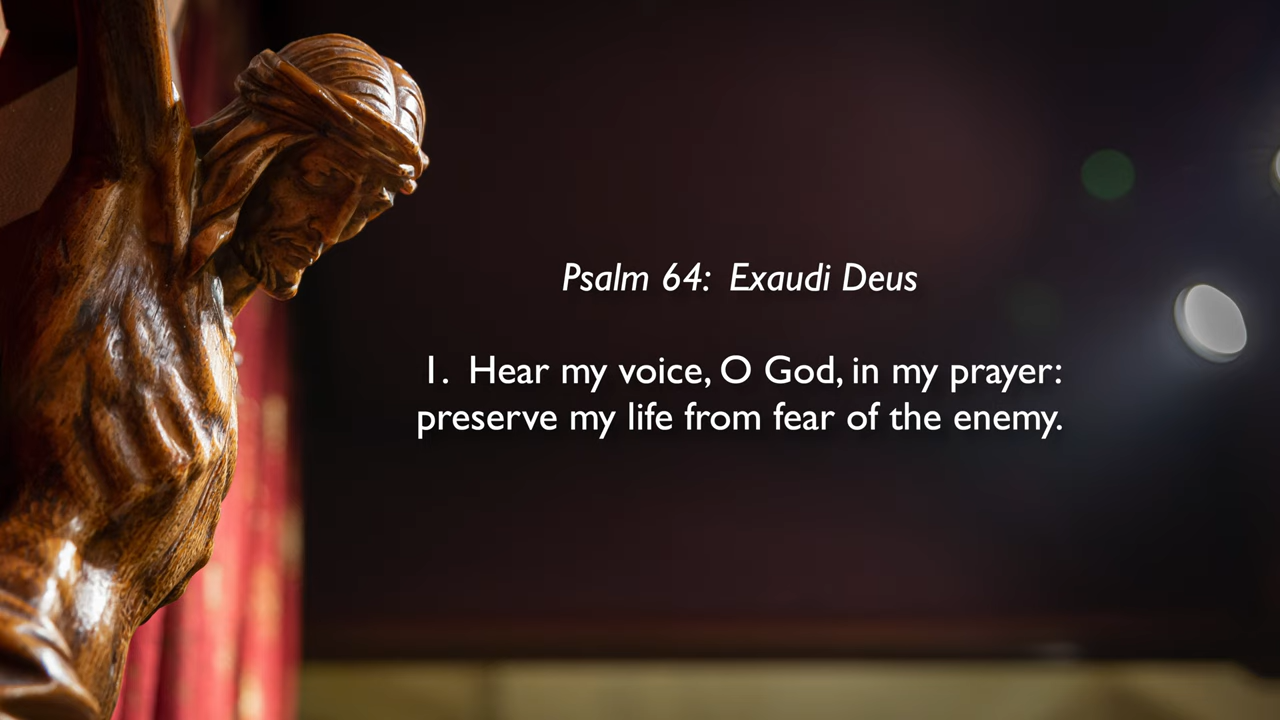 Psalm 64: Exaudi Deus
1. Hear my voice, O God, in my prayer:
preserve my life from fear of the enemy.